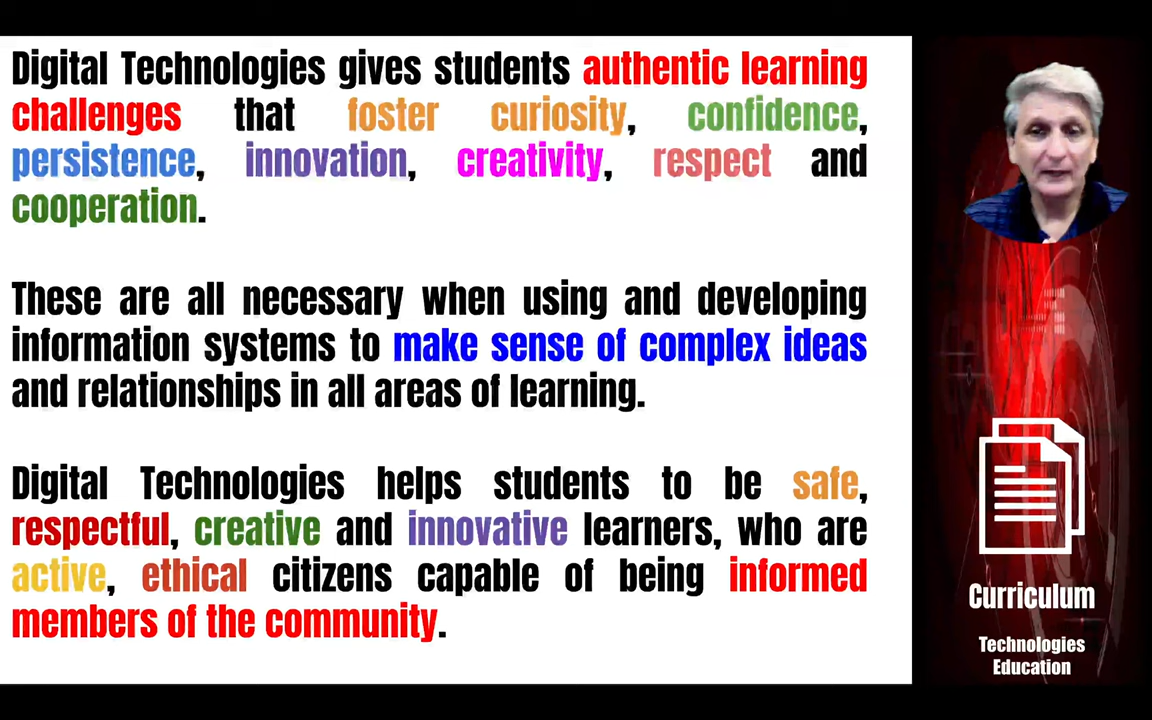 Digital Technologies gives students authentic learning
challenges that foster curiosity, confidence,
persistence, innovation, creativity, respect and
cooperation.
These are all necessary when using and developing
information systems to make sense of complex ideas
and relationships in all areas of learning.
Digital Technologies helps students to be safe,
respectful, creative and innovative learners, who are
active, ethical citizens capable of being informed
members of the community.
Curriculum
Technologies
Education